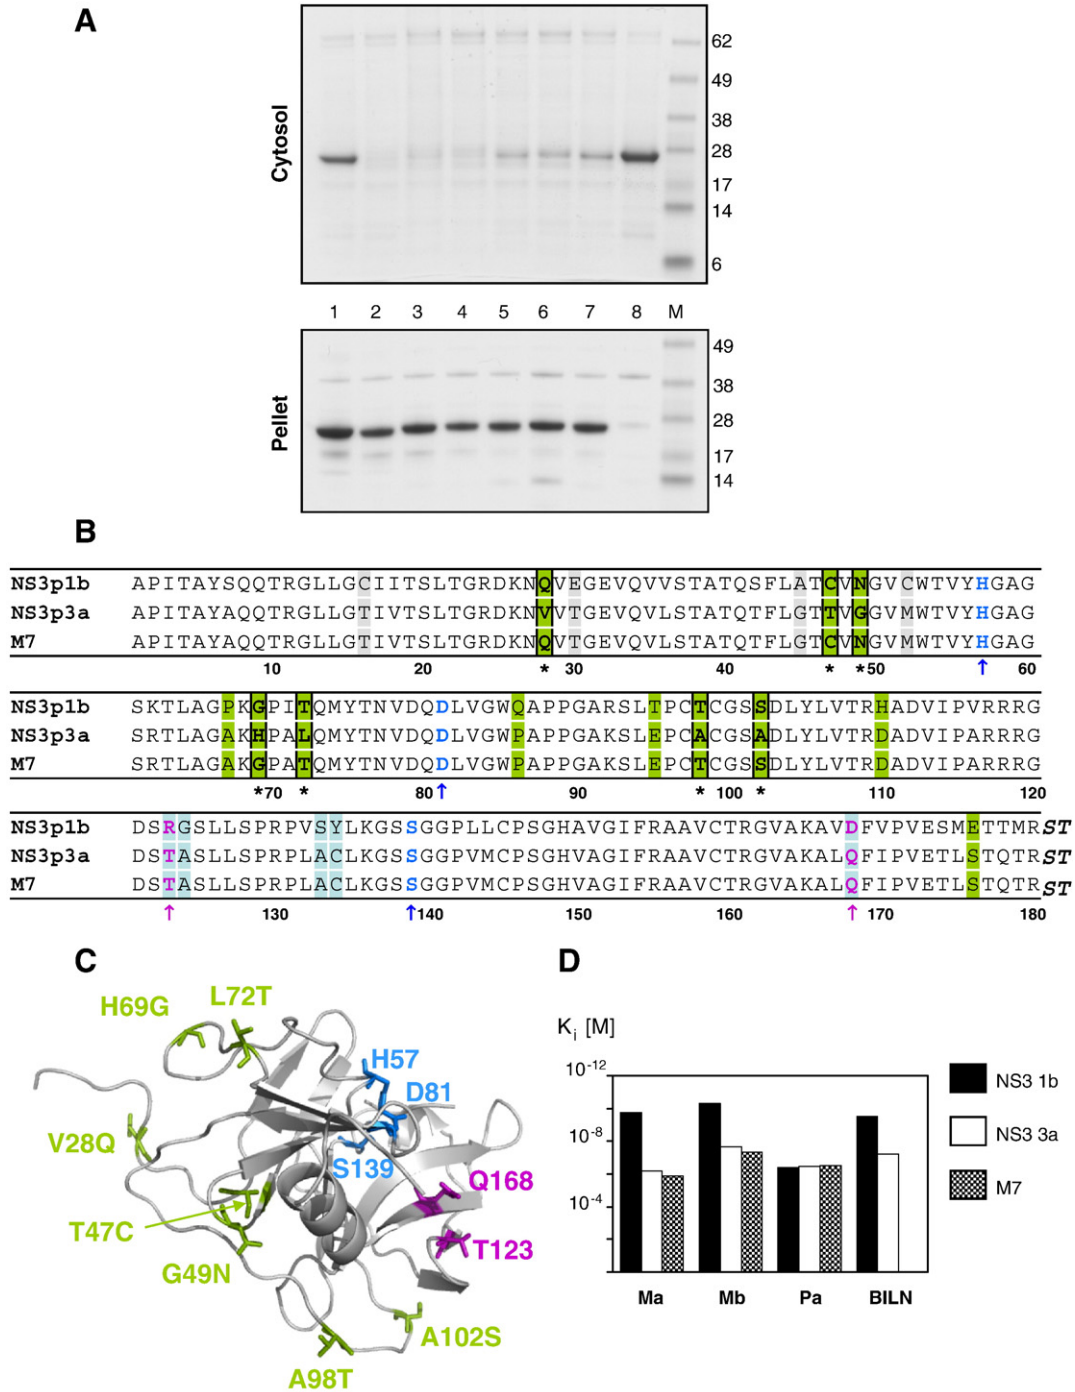 A
Cytosol
62
49
38
28
17
14
6
1 2 3 4 5 6 7 8 M
Pellet
49
38
28
17
14
B
NS3p1b APITAYSQQTRGLLGCIITSLTGRDKNQVEGEVQVVSTATQSFLATCVNGVCWTVYHGAG
NS3p3a APITAYAQQTRGLLGTIVTSLTGRDKNVVTGEVQVLSTATQTFLGTTVGGVMWTVYHGAG
M7 APITAYAQQTRGLLGTIVTSLTGRDKNQVTGEVQVLSTATQTFLGTCVNGVMWTVYHGAG
10 20 * 30 40 * *50 ↑ 60
NS3p1b SKTLAGPKGPITQMYTNVDQDLVGWQAPPGARSLTPCTCGSSDLYLVTRHADVIPVRRRG
NS3p3a SRTLAGAKHPALQMYTNVDQDLVGWPAPPGAKSLEPCACGSADLYLVTRDADVIPARRRG
M7 SRTLAGAKGPATQMYTNVDQDLVGWPAPPGAKSLEPCTCGSSDLYLVTRDADVIPARRRG
*70 * 80 ↑ 90 * 100 * 110 120
NS3p1b DSRGSLLSPRPVSYLKGSSGGPLLCPSGHAVGIFRAAVCTRGVAKAVDFVPVESMETTMRST
NS3p3a DSTASLLSPRPLACLKGSSGGPVMCPSGHVAGIFRAAVCTRGVAKALQFIPVETLSTQTRST
M7 DSTASLLSPRPLACLKGSSGGPVMCPSGHAVGIFRAAVCTRGVAKALQFIPVETLSTQTRST
↑ 130 ↑ 140 150 160 ↑ 170 180
C
H69G
L72T
H57
D81
V28Q
S139
Q168
T47C
T123
G49N
A102S
A98T
D
Ki [M]
10-12
10-8
10-4
Ma Mb Pa BILN
NS3 1b
NS3 3a
M7